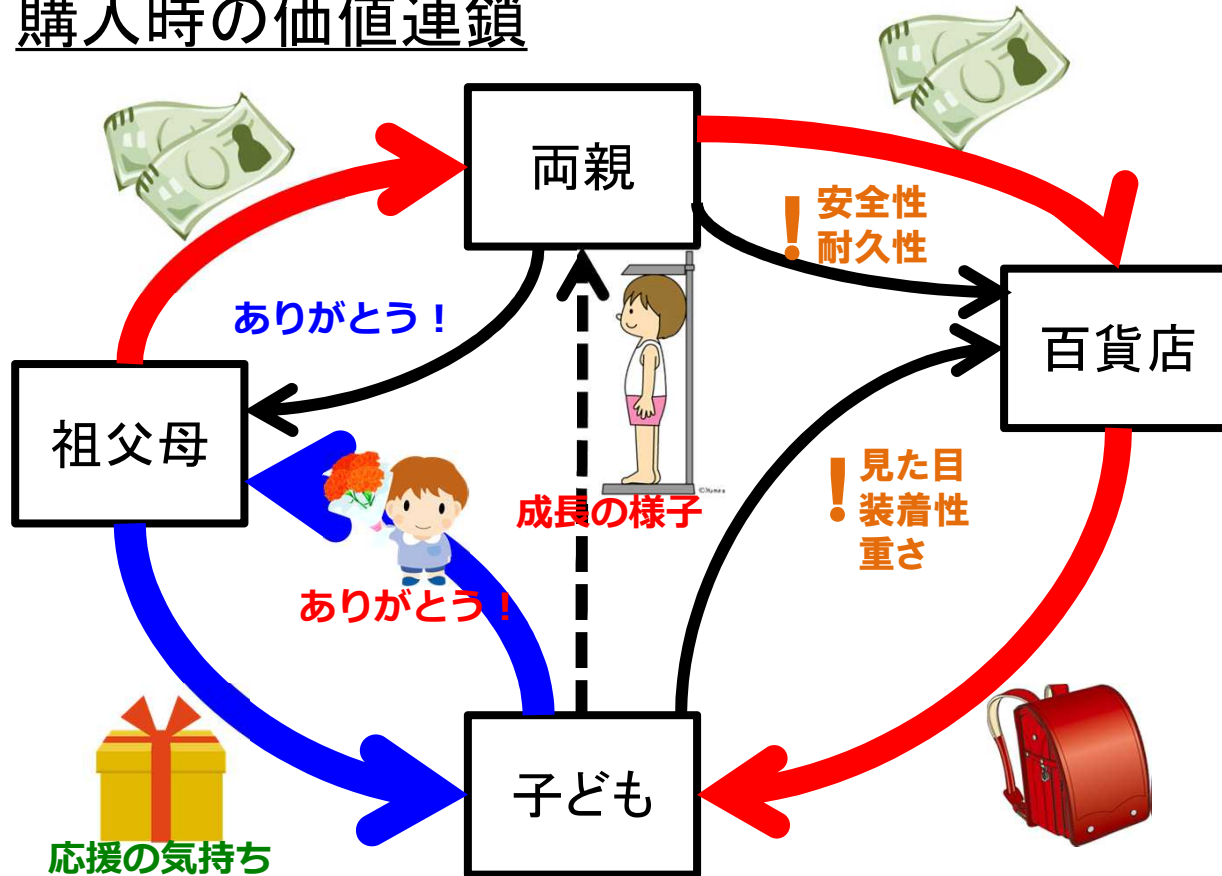 購入時の価値連鎖
両親
安全性
耐久性
ありがとう！
百貨店
祖父母
見た目
装着性
重さ
成長の様子
ありがとう！
子ども
応援の気持ち